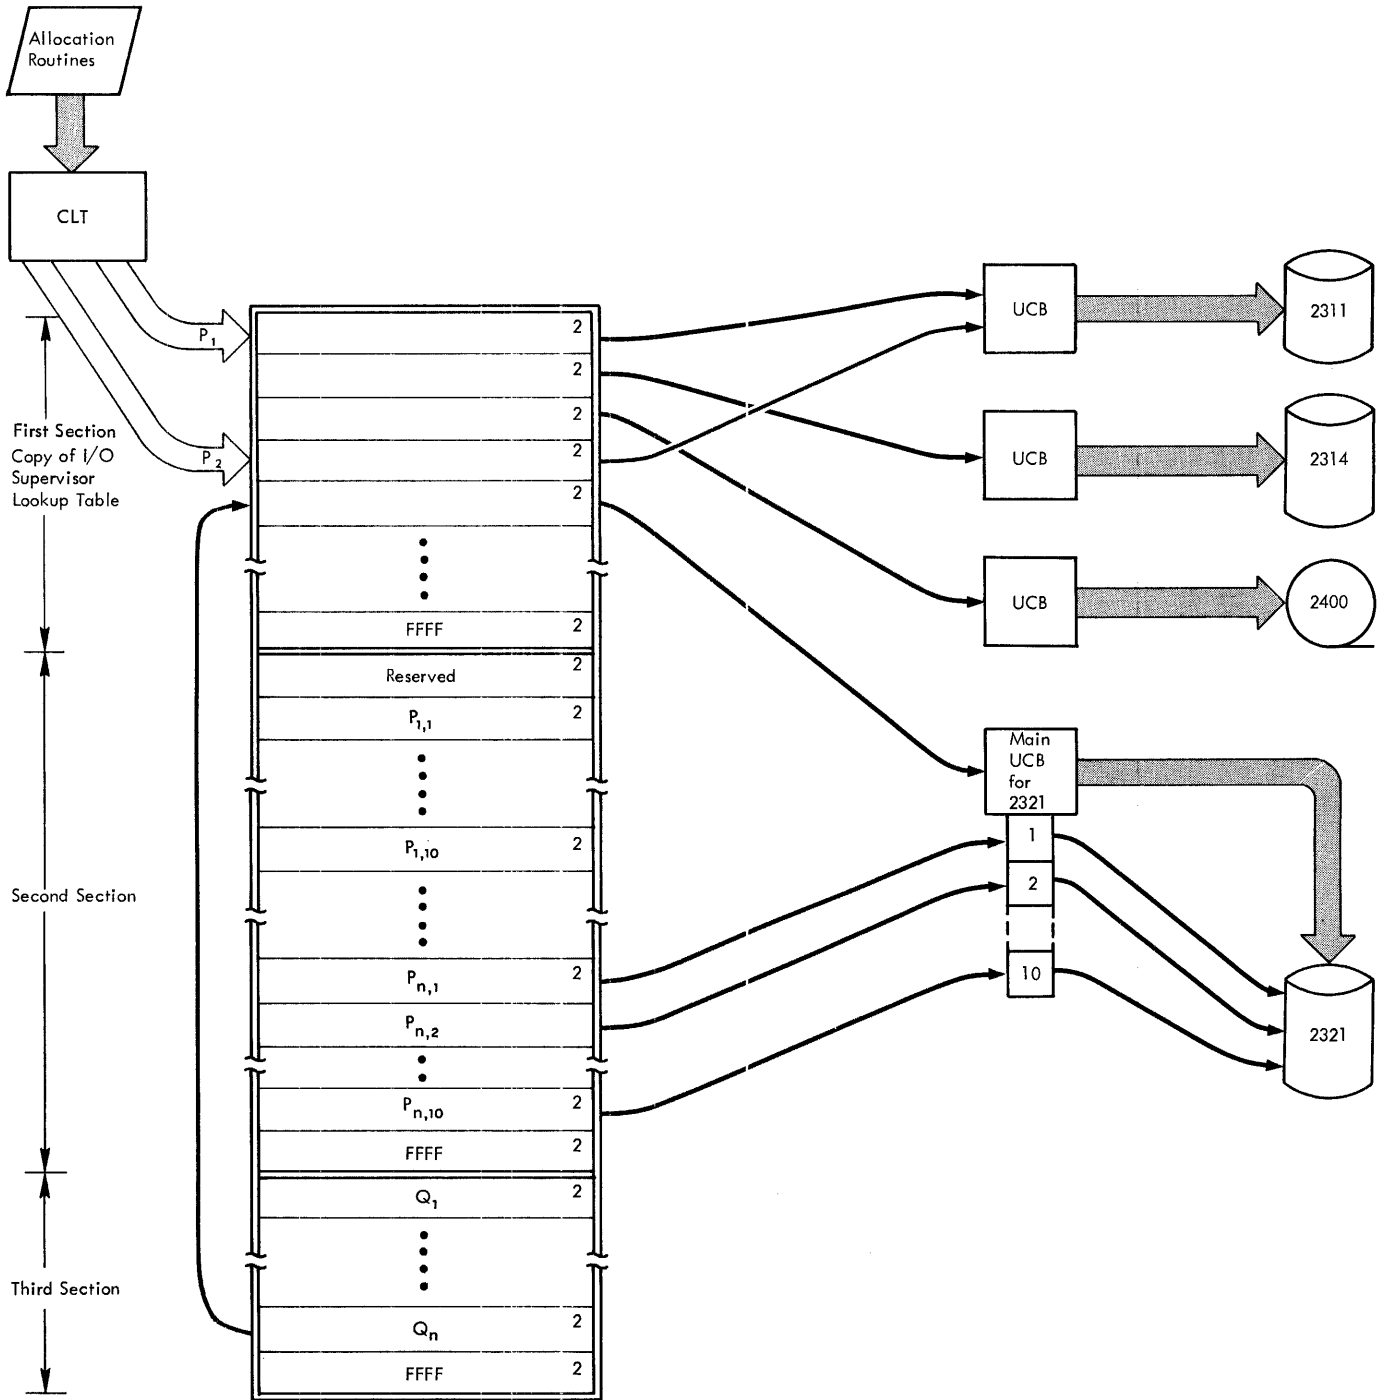 Allocation
Routines
CLT
P1
P2
First Section
Copy of I/O
Supervisor
Lookup Table
2
2
2
2
2
FFFF 2
Reserved 2
P1,1 2
P1,10 2
Second Section
Pn,1 2
Pn,2 2
Pn,10 2
FFFF 2
Q1 2
Third Section
Qn 2
FFFF 2
UCB
2311
UCB
2314
UCB
2400
Main
UCB
for
2321
1
2
10
2321